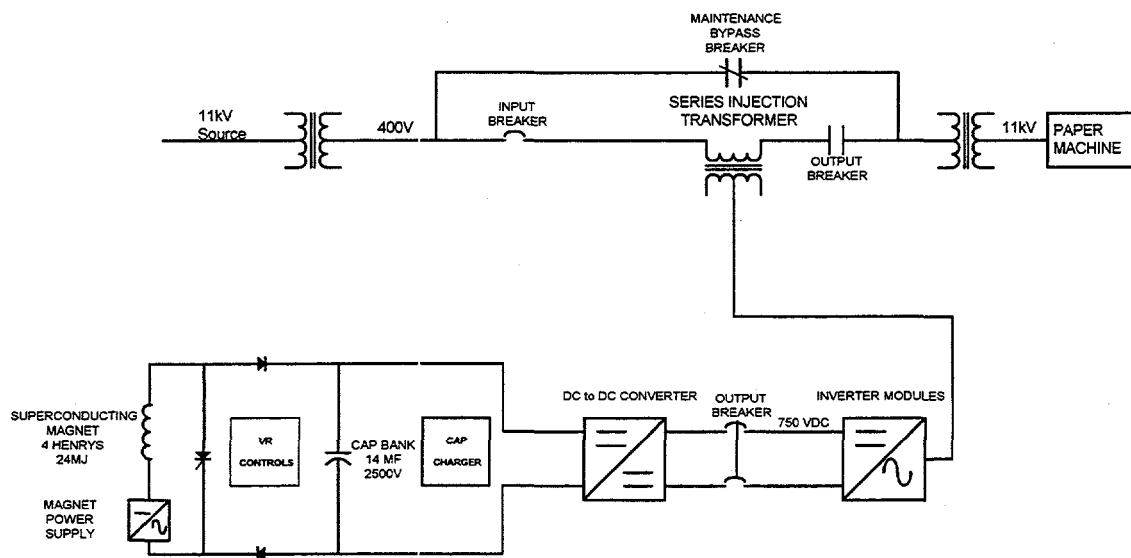 MAINTENANCE
BYPASS
BREAKER
11kV
Source
400V
INPUT
BREAKER
SERIES INJECTION
TRANSFORMER
OUTPUT
BREAKER
11kV
PAPER
MACHINE
SUPERCONDUCTING
MAGNET
4 HENRYS
24MJ
MAGNET
POWER
SUPPLY
VR
CONTROLS
CAP BANK
14 MF
2500V
CAP
CHARGER
DC to DC CONVERTER
OUTPUT
BREAKER
750 VDC
INVERTER MODULES